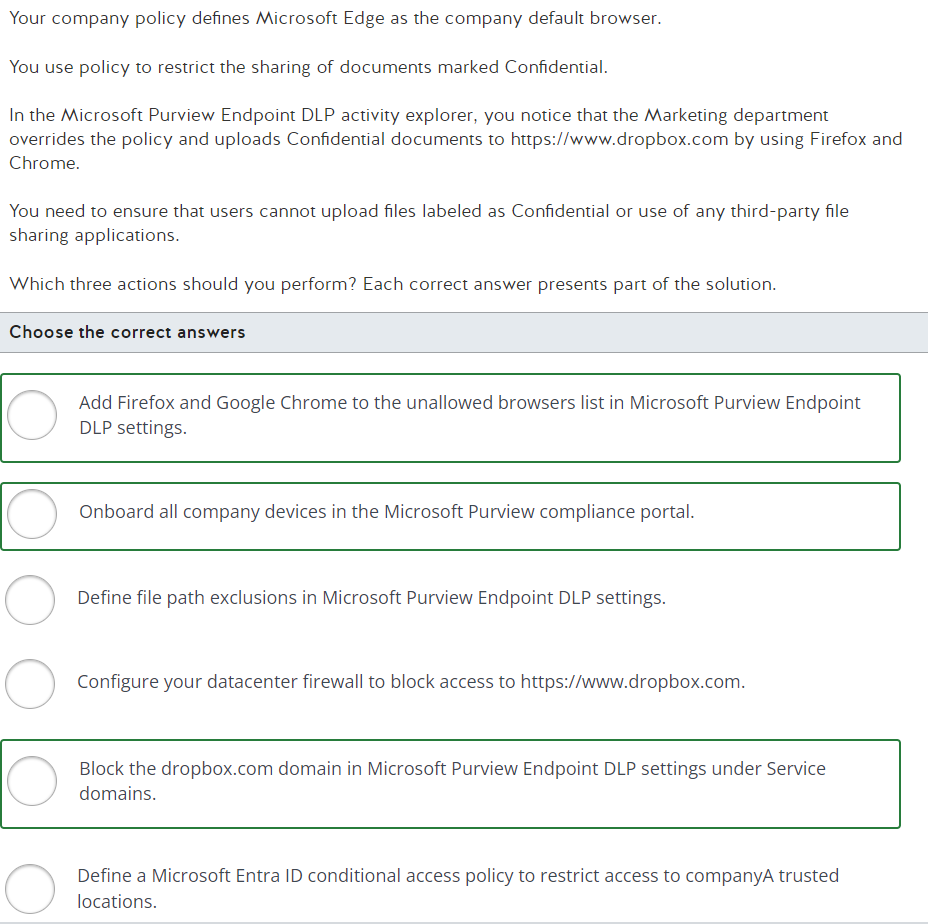 Your company policy defines Microsoft Edge as the company default browser.
You use policy to restrict the sharing of documents marked Confidential.
In the Microsoft Purview Endpoint DLP activity explorer, you notice that the Marketing department
overrides the policy and uploads Confidential documents to https://www.dropbox.com by using Firefox and
Chrome.
You need to ensure that users cannot upload files labeled as Confidential or use of any third-party file
sharing applications.
Which three actions should you perform? Each correct answer presents part of the solution.
Choose the correct answers
Add Firefox and Google Chrome to the unallowed browsers list in Microsoft Purview Endpoint
DLP settings.
Onboard all company devices in the Microsoft Purview compliance portal.
Define file path exclusions in Microsoft Purview Endpoint DLP settings.
Configure your datacenter firewall to block access to https://www.dropbox.com.
Block the dropbox.com domain in Microsoft Purview Endpoint DLP settings under Service
domains.
Define a Microsoft Entra ID conditional access policy to restrict access to companyA trusted
locations.